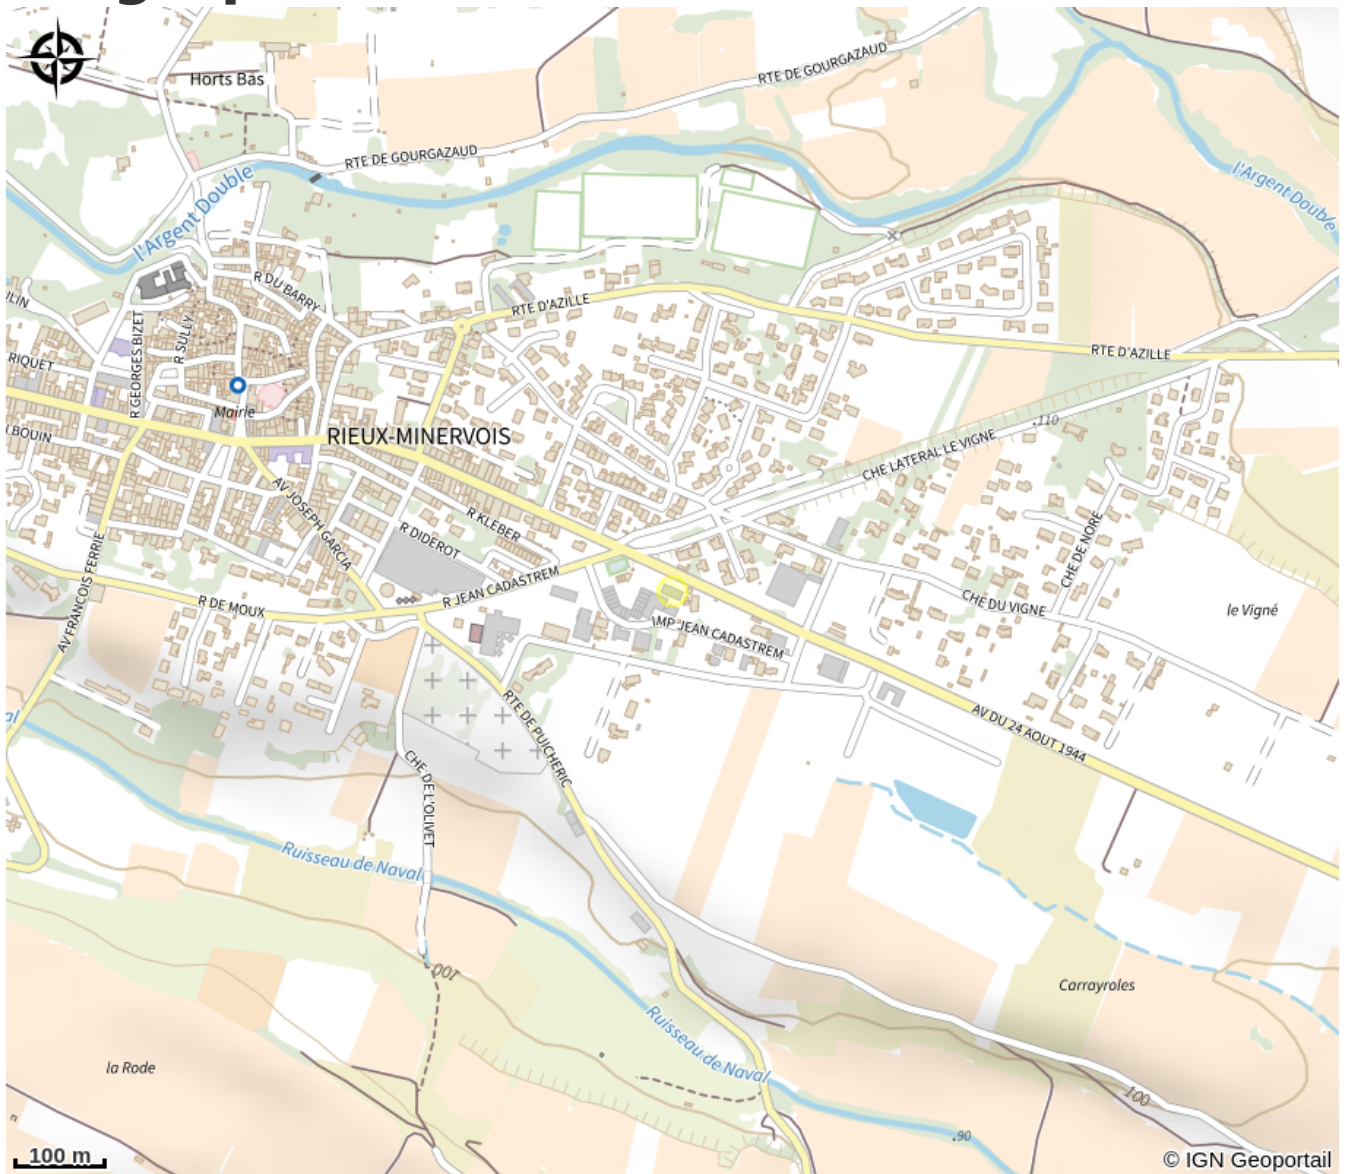 Horts Bas
RTE DE GOURGAZAUD
RTE DE GOURGAZAUD
l'Argent Double
l'Argent Double
R DU BARRY
RTE D'AZILLE
RTE D'AZILLE
R GEORGES BIZET
R SULLY
RIQUET
Mairie
RIEUX-MINERVOIS
.110
CHE LATERAL LE VIGNE
AV JOSEPH GARCIA
R KLEBER
R DIDEROT
CHE DE NORE
AV FRANCOIS FERRIE
R JEAN CADASTREM
R DE MOUX
CHE DU VIGNE
le Vigné
IMP JEAN CADASTREM
RTE DE PUICHERIC
AV DU 24 AOUT 1944
CHE DE L'OLIVET
Ruisseau de Naval
100
Carrayroles
Ruisseau de Naval
la Rode
100
.90
100 m
© IGN Geoportail